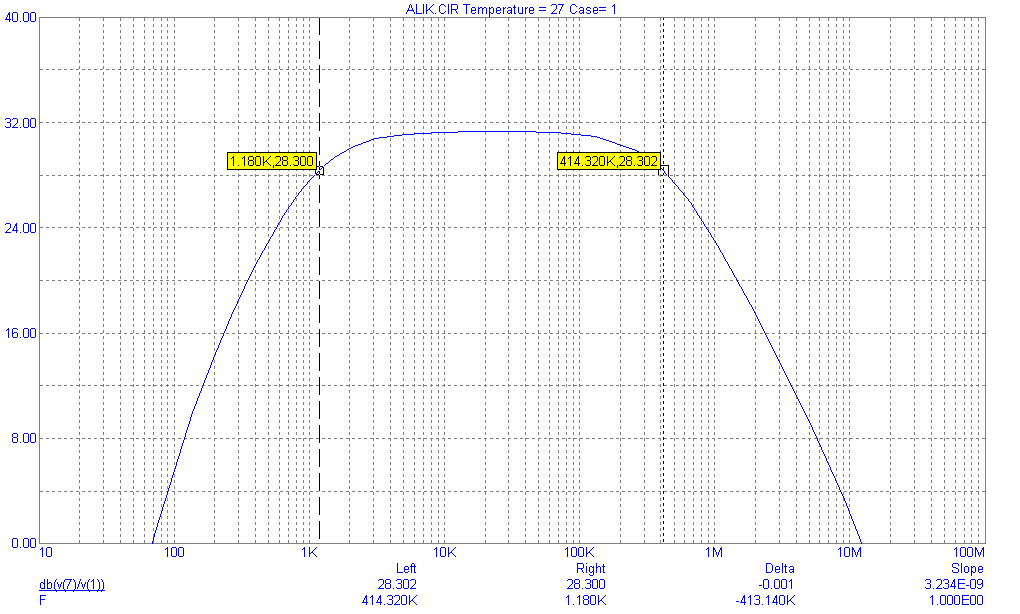 ALIK.CIR Temperature = 27 Case= 1
40.00
32.00
1.180K,28.300
414.320K,28.302
24.00
16.00
8.00
0.00
10 100 1K 10K 100K 1M 10M 100M
Left Right Delta Slope
db(v(7)/v(1)) 28.302 28.300 -0.001 3.234E-09
F 414.320K 1.180K -413.140K 1.000E00